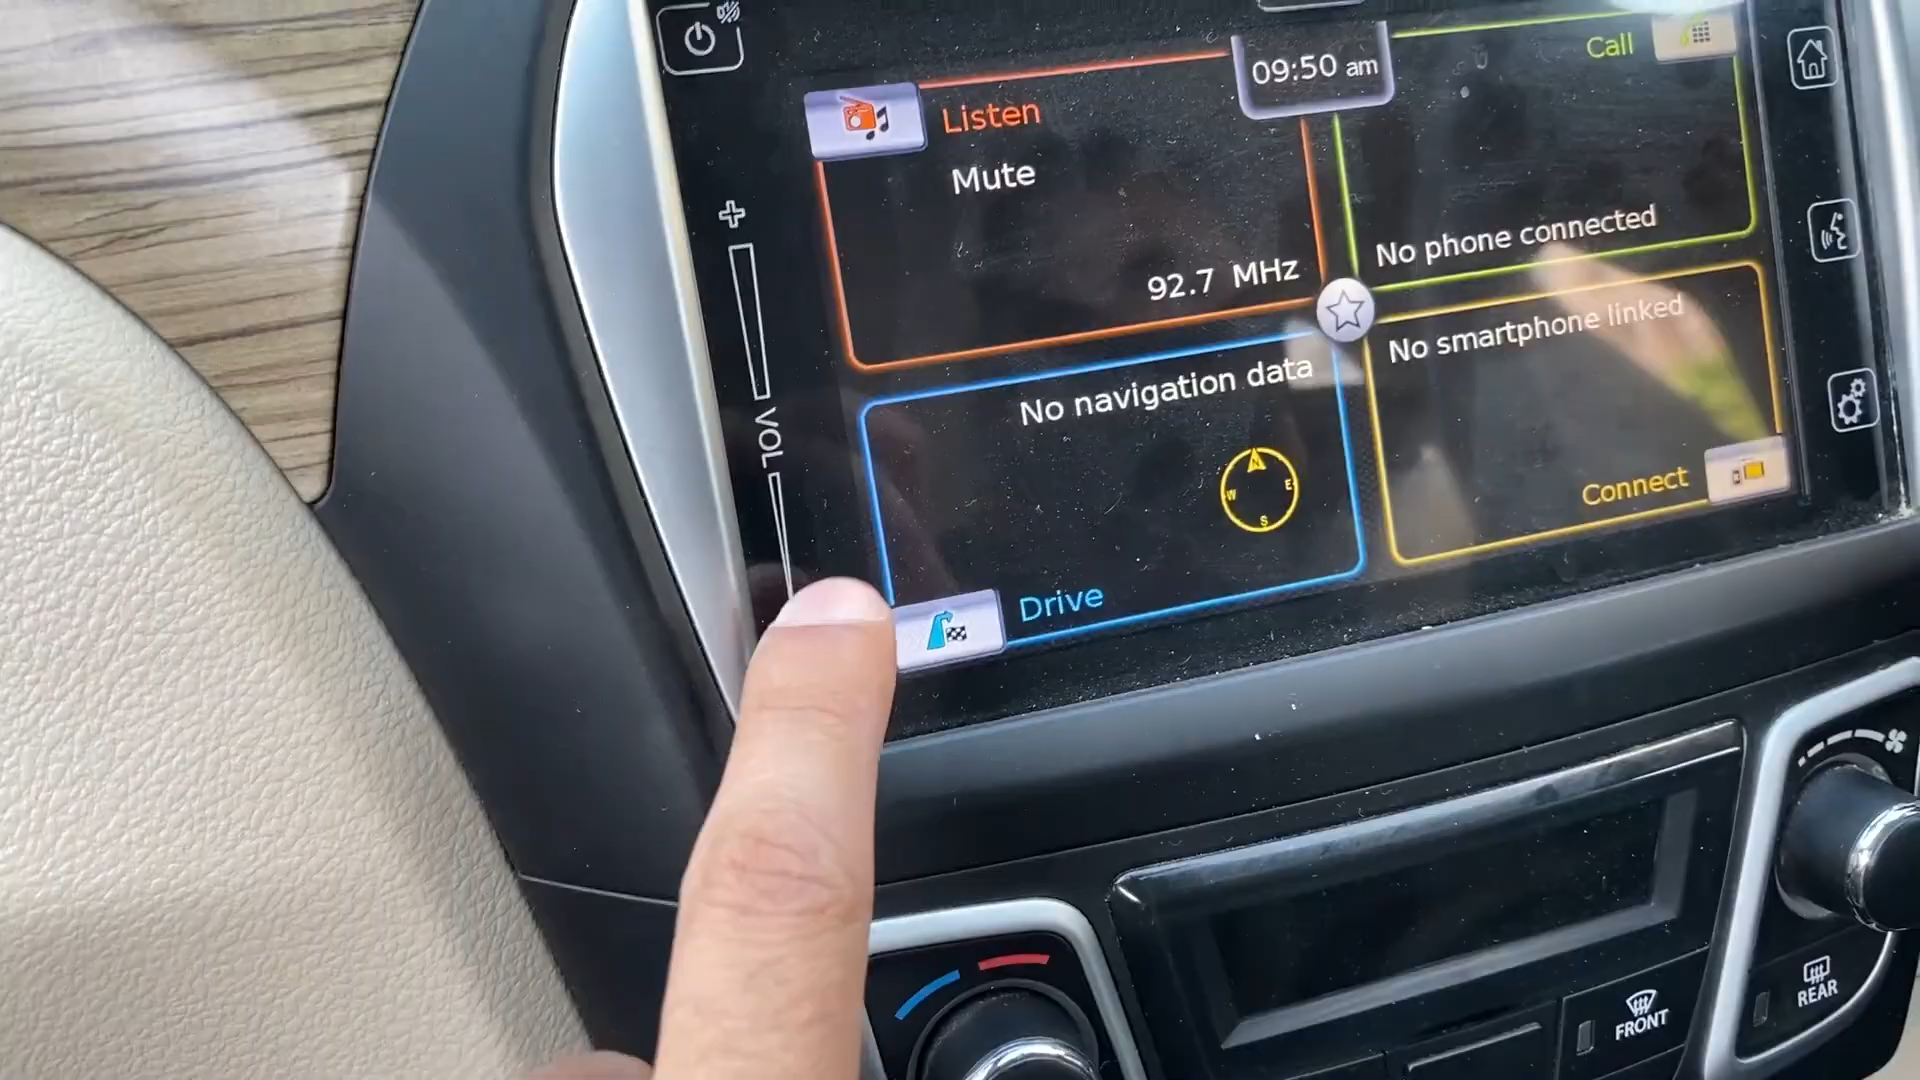 09:50 am
Call
Listen
Mute
92.7 MHz
No phone connected
No smartphone linked
VOL
No navigation data
N
W
E
S
Connect
Drive
REAR
FRONT